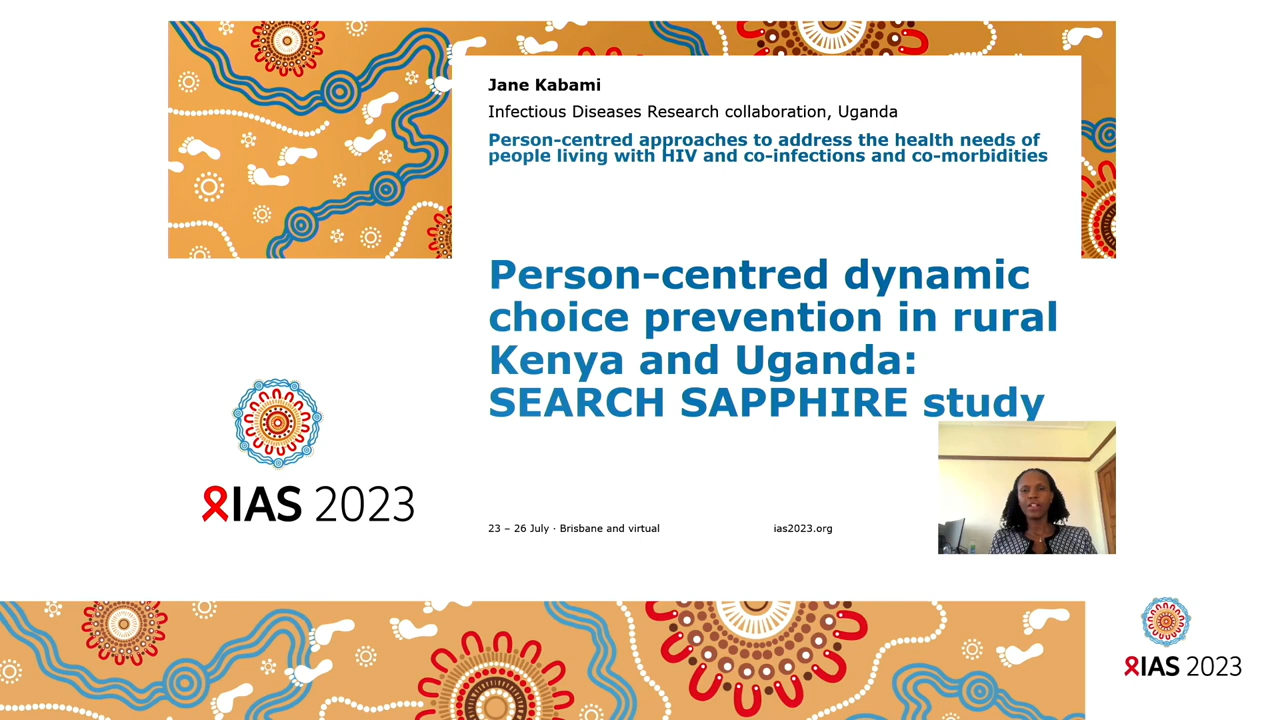 Jane Kabami
Infectious Diseases Research collaboration, Uganda
Person-centred approaches to address the health needs of
people living with HIV and co-infections and co-morbidities
Person-centred dynamic
choice prevention in rural
Kenya and Uganda:
SEARCH SAPPHIRE study
IAS 2023
23 – 26 July · Brisbane and virtual
ias2023.org
IAS 2023